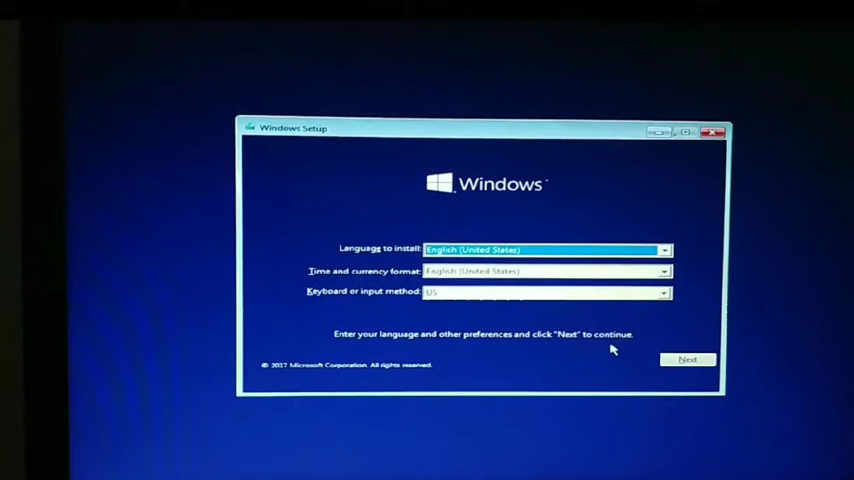 Windows Setup
Windows
Language to install: English (United States)
Time and currency format: English (United States)
Keyboard or input method: US
Enter your language and other preferences and click "Next" to continue.
© 2017 Microsoft Corporation. All rights reserved.
Next